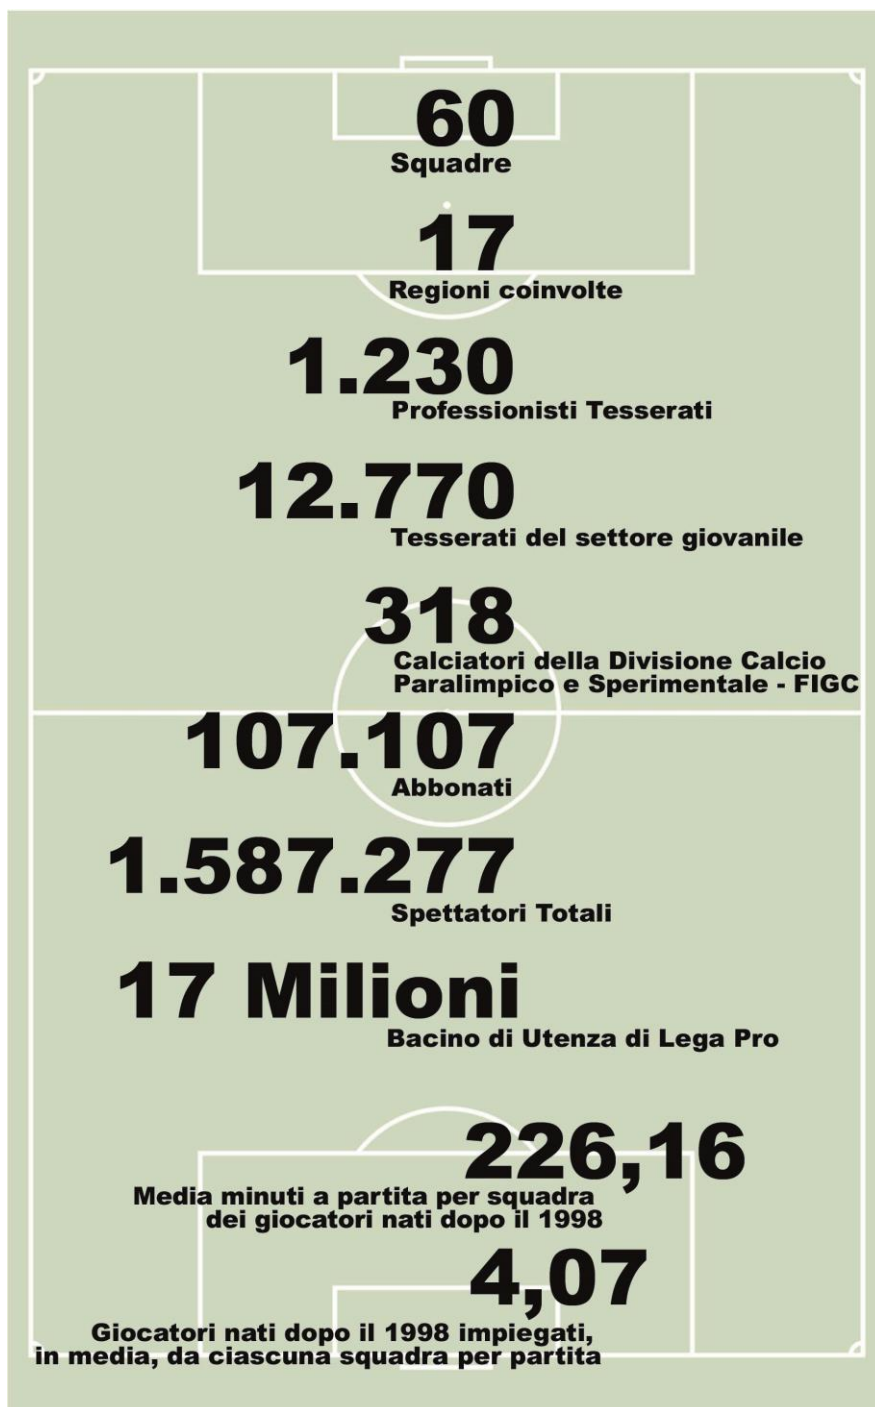 60
Squadre
17
Regioni coinvolte
1.230
Professionisti Tesserati
12.770
Tesserati del settore giovanile
318
Calciatori della Divisione Calcio
Paralimpico e Sperimentale - FIGC
107.107
Abbonati
1.587.277
Spettatori Totali
17 Milioni
Bacino di Utenza di Lega Pro
226,16
Media minuti a partita per squadra
dei giocatori nati dopo il 1998
4,07
Giocatori nati dopo il 1998 impiegati,
in media, da ciascuna squadra per partita